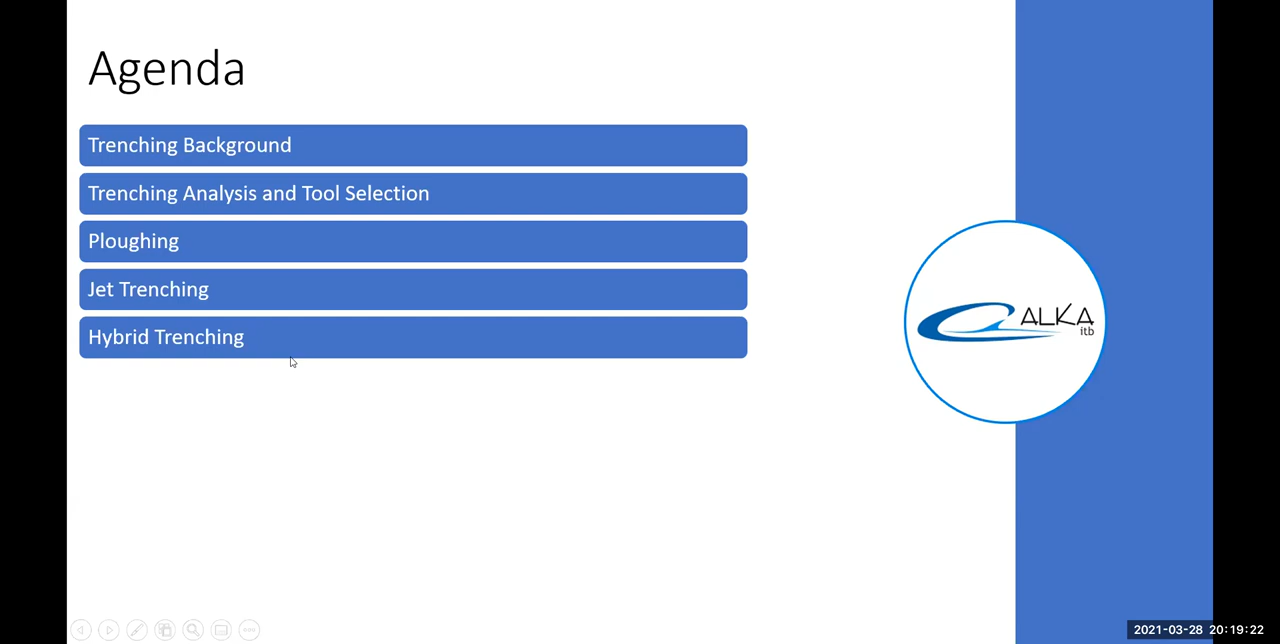 Agenda
Trenching Background
Trenching Analysis and Tool Selection
Ploughing
Jet Trenching
Hybrid Trenching
ALKA
itb
2021-03-28 20:19:22